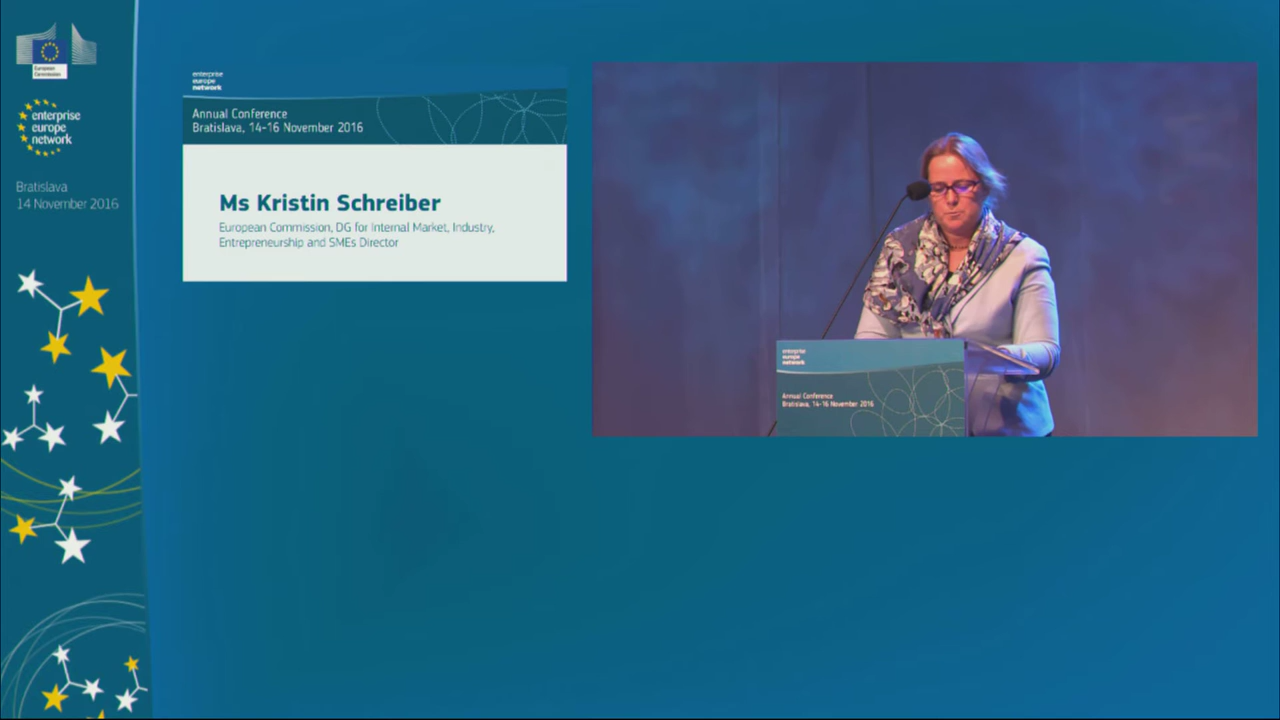 European
Commission
enterprise
europe
network
Bratislava
14 November 2016
enterprise
europe
network
Annual Conference
Bratislava, 14-16 November 2016
Ms Kristin Schreiber
European Commission, DG for Internal Market, Industry,
Entrepreneurship and SMEs Director
enterprise
europe
network
Annual Conference
Bratislava, 14-16 November 2016